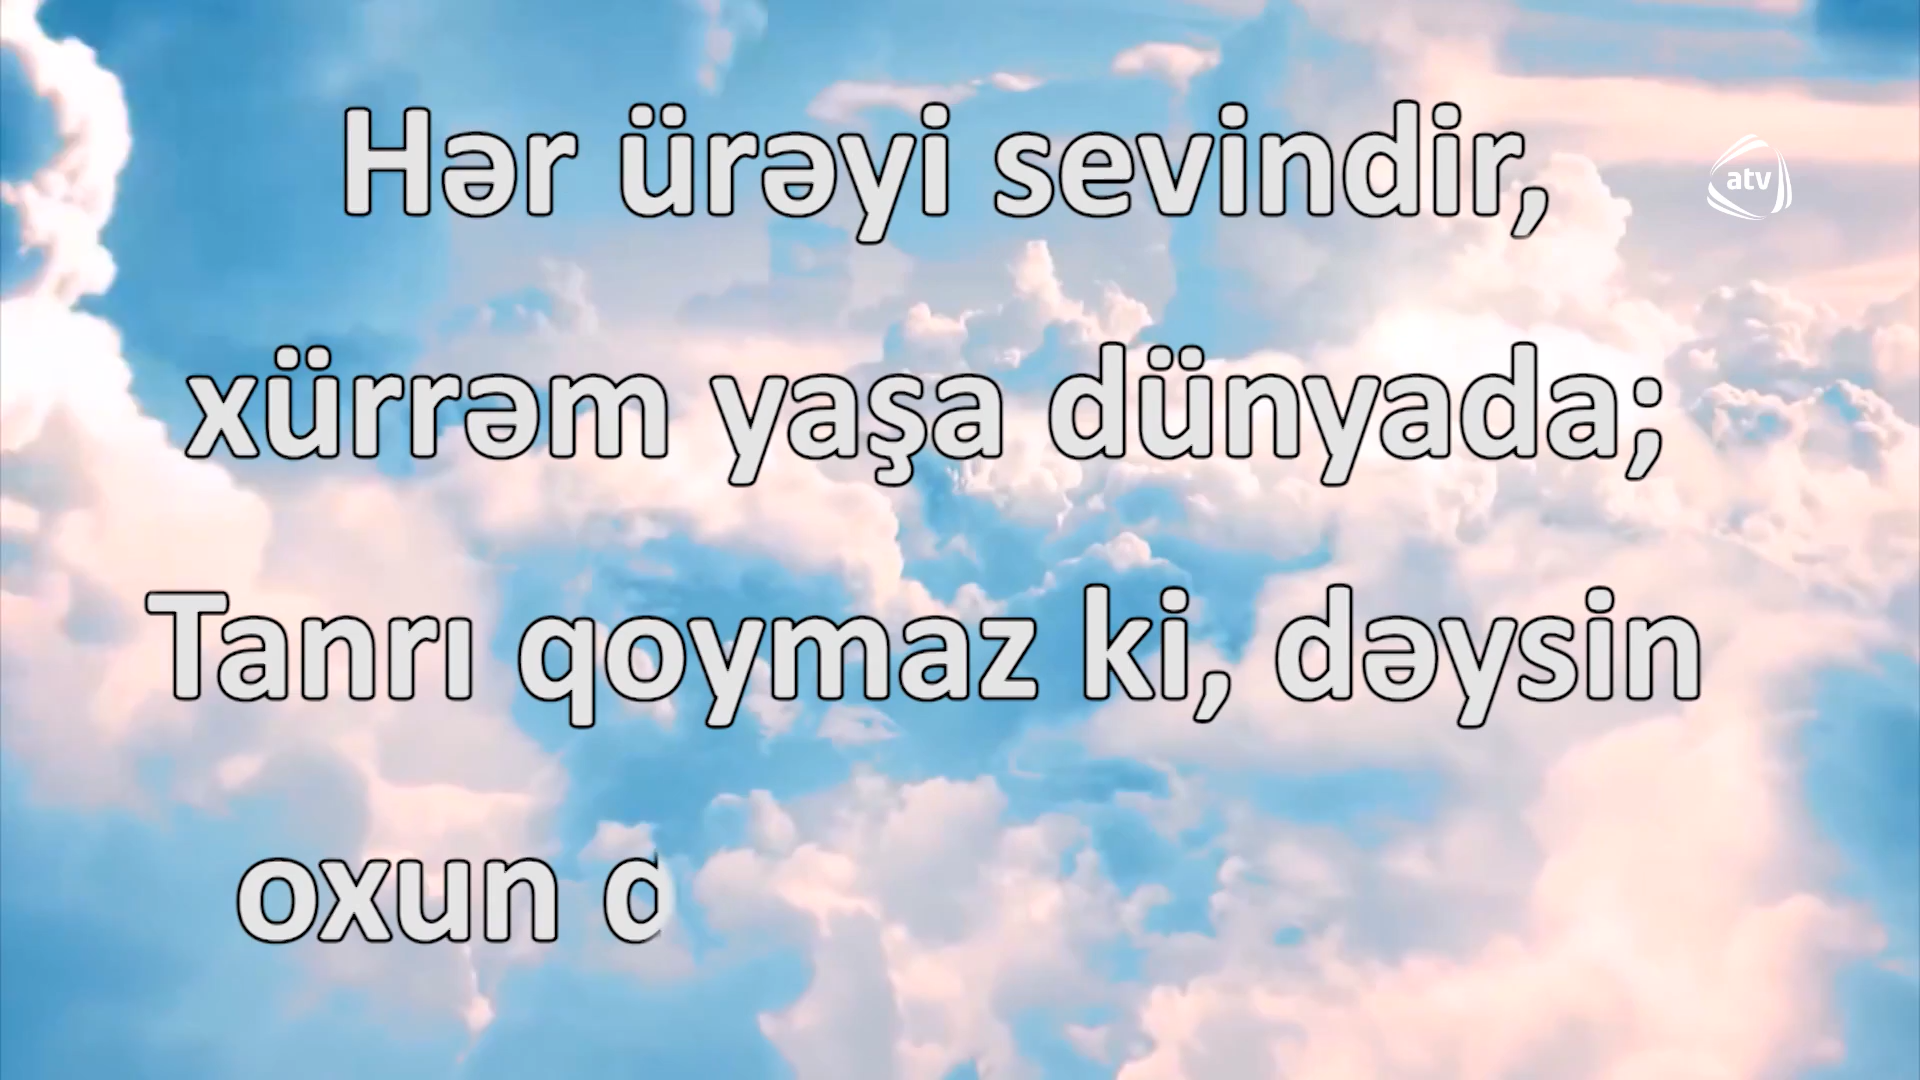 Hər ürəyi sevindir,
atv
xürrəm yaşa dünyada;
Tanrı qoymaz ki, dəysin
oxun